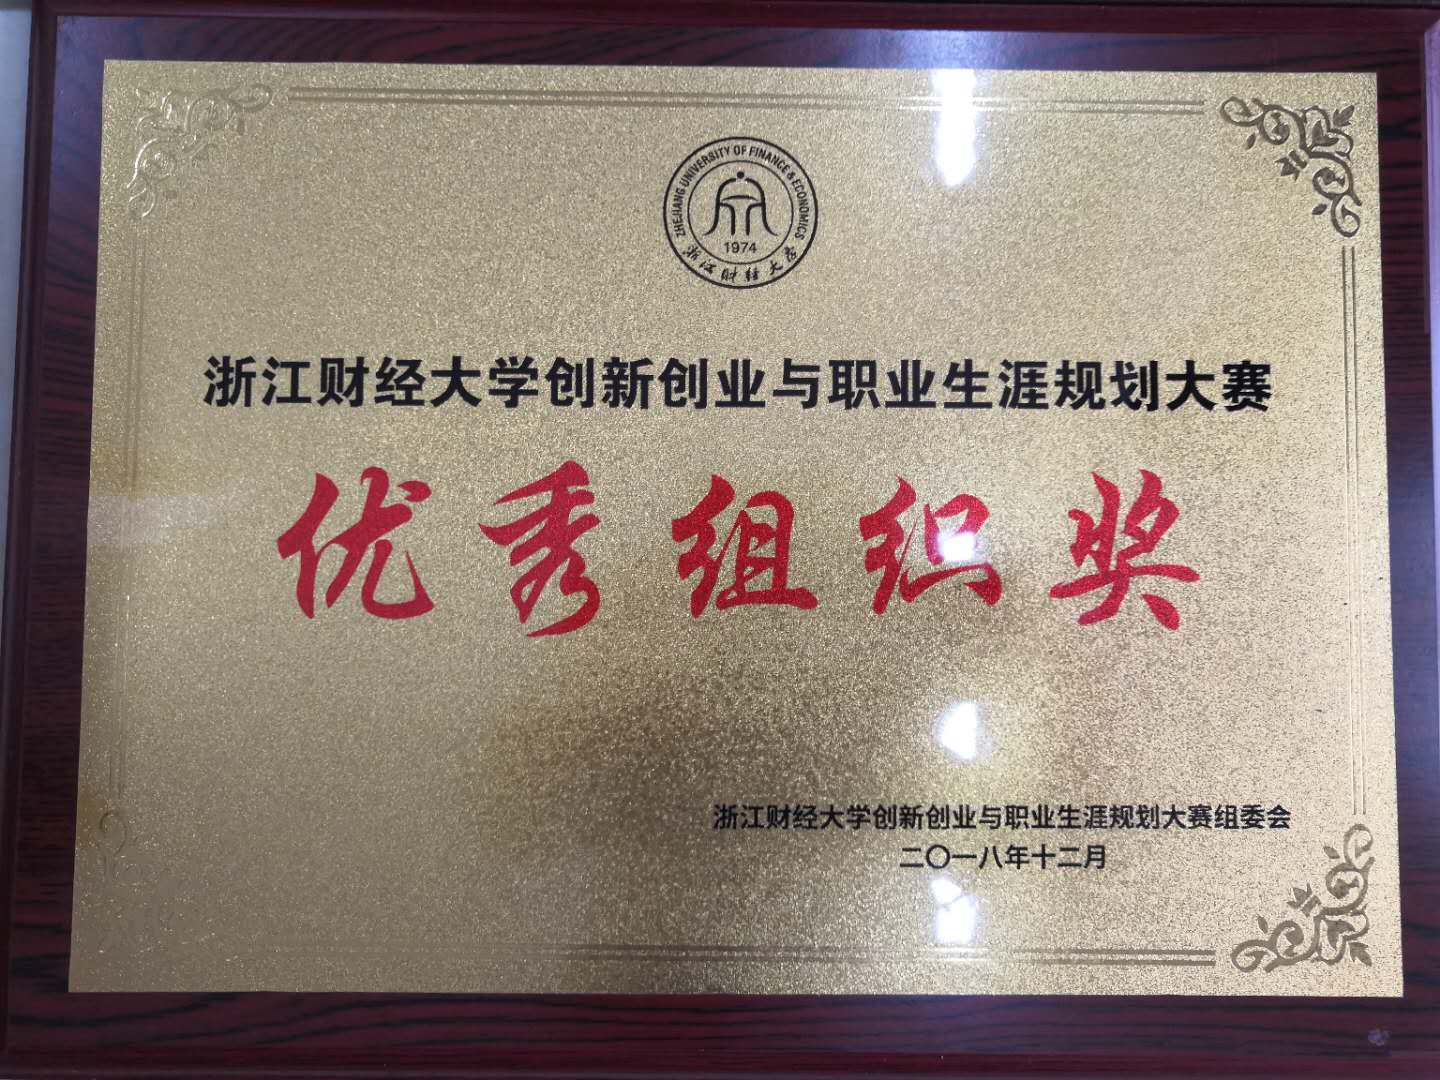 ZHEJIANG UNIVERSITY OF FINANCE & ECONOMICS
1974
浙江财经大学
浙江财经大学创新创业与职业生涯规划大赛
优秀组织奖
浙江财经大学创新创业与职业生涯规划大赛组委会
二〇一八年十二月